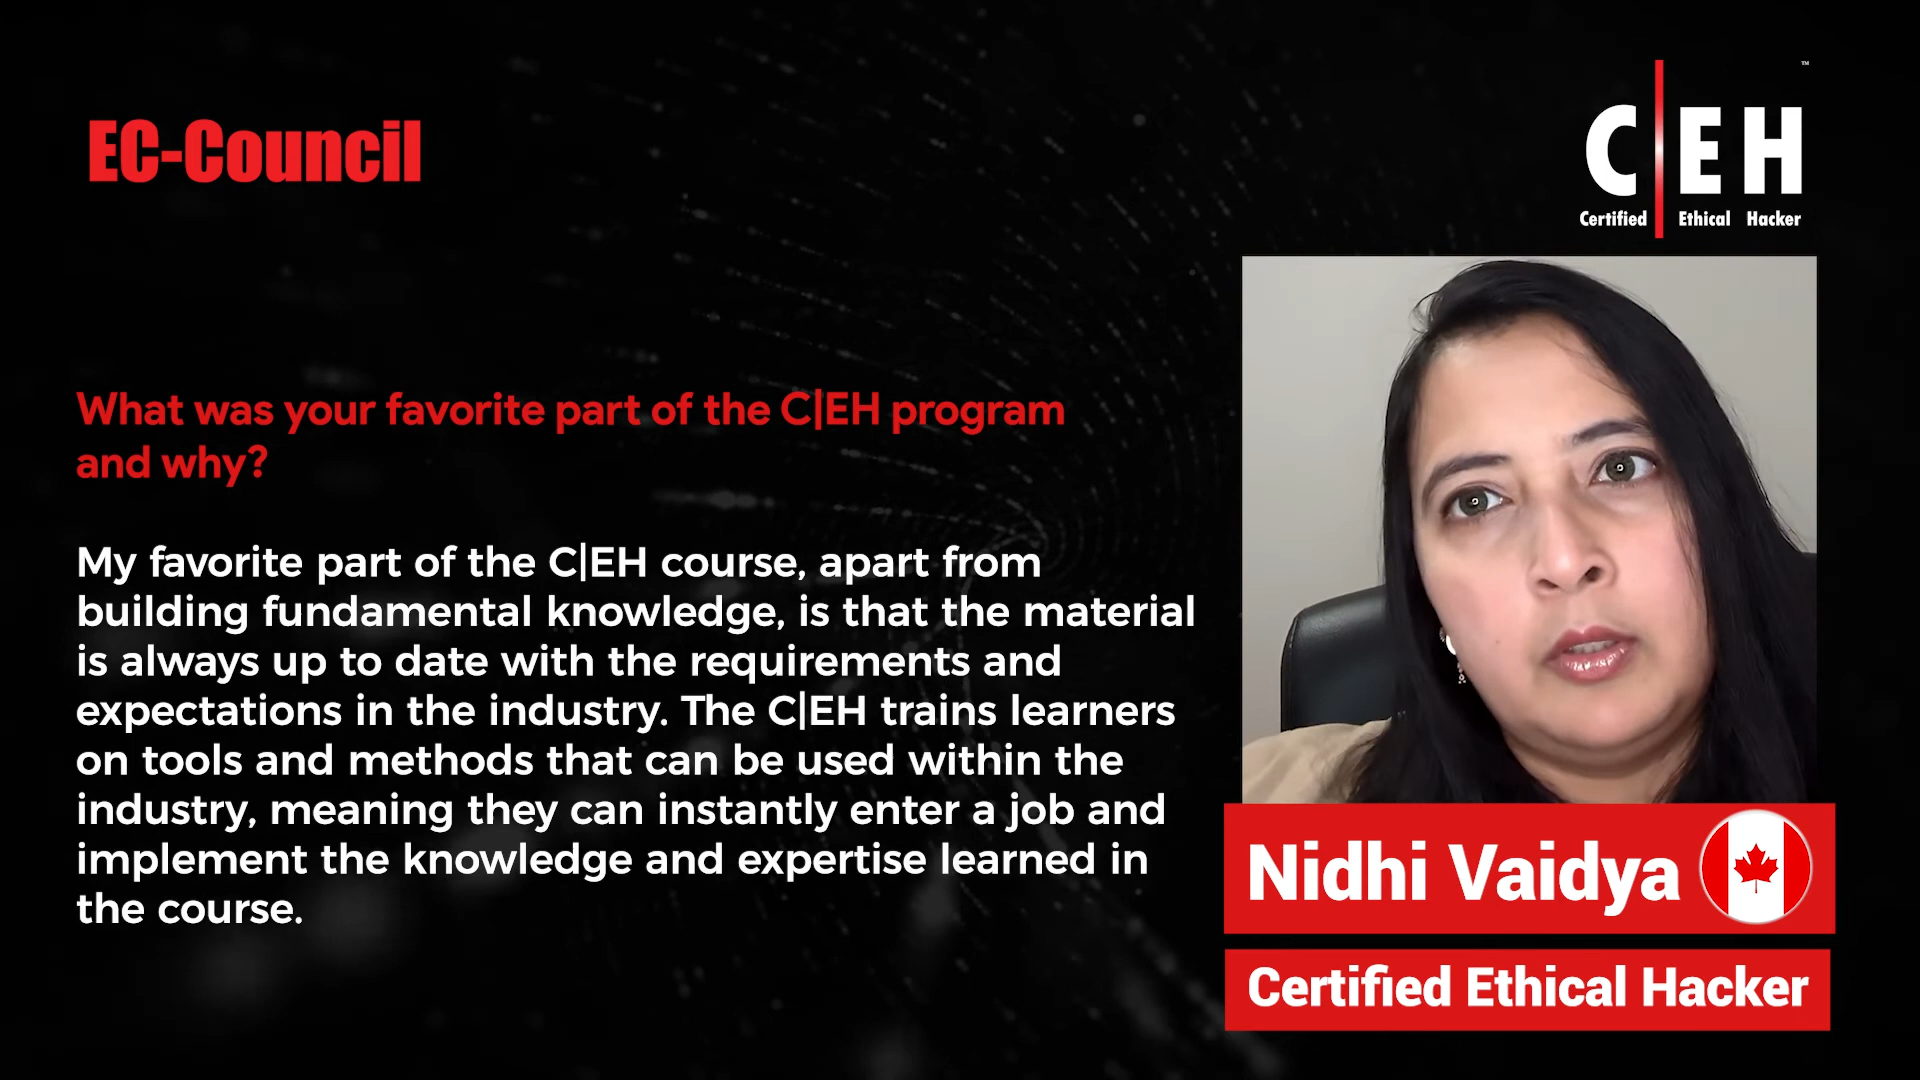 EC-Council
™
C|EH
Certified Ethical Hacker
What was your favorite part of the C|EH program
and why?
My favorite part of the C|EH course, apart from
building fundamental knowledge, is that the material
is always up to date with the requirements and
expectations in the industry. The C|EH trains learners
on tools and methods that can be used within the
industry, meaning they can instantly enter a job and
implement the knowledge and expertise learned in
the course.
Nidhi Vaidya
Certified Ethical Hacker